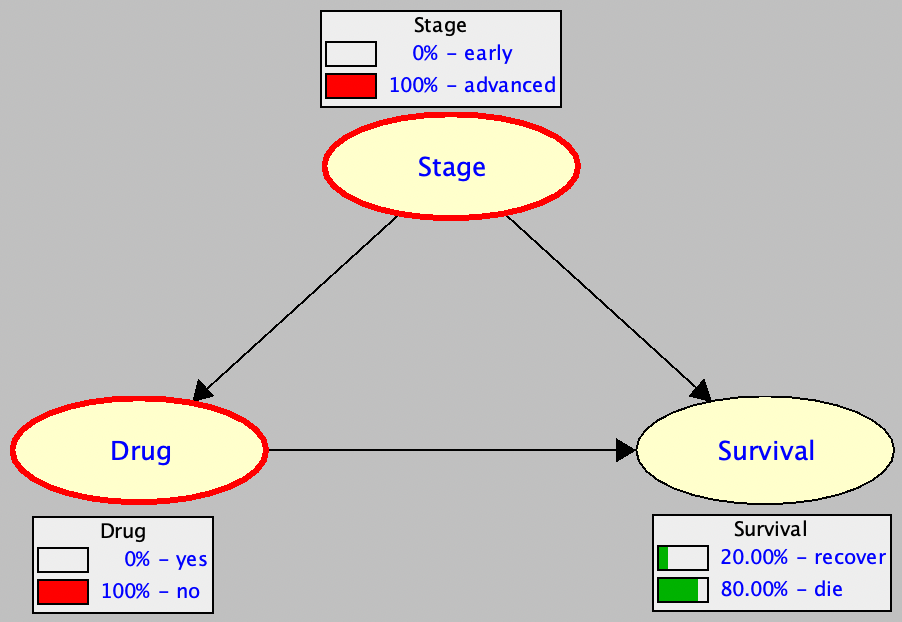 Stage
0% – early
100% – advanced
Stage
Drug
Survival
Drug
0% – yes
100% – no
Survival
20.00% – recover
80.00% – die